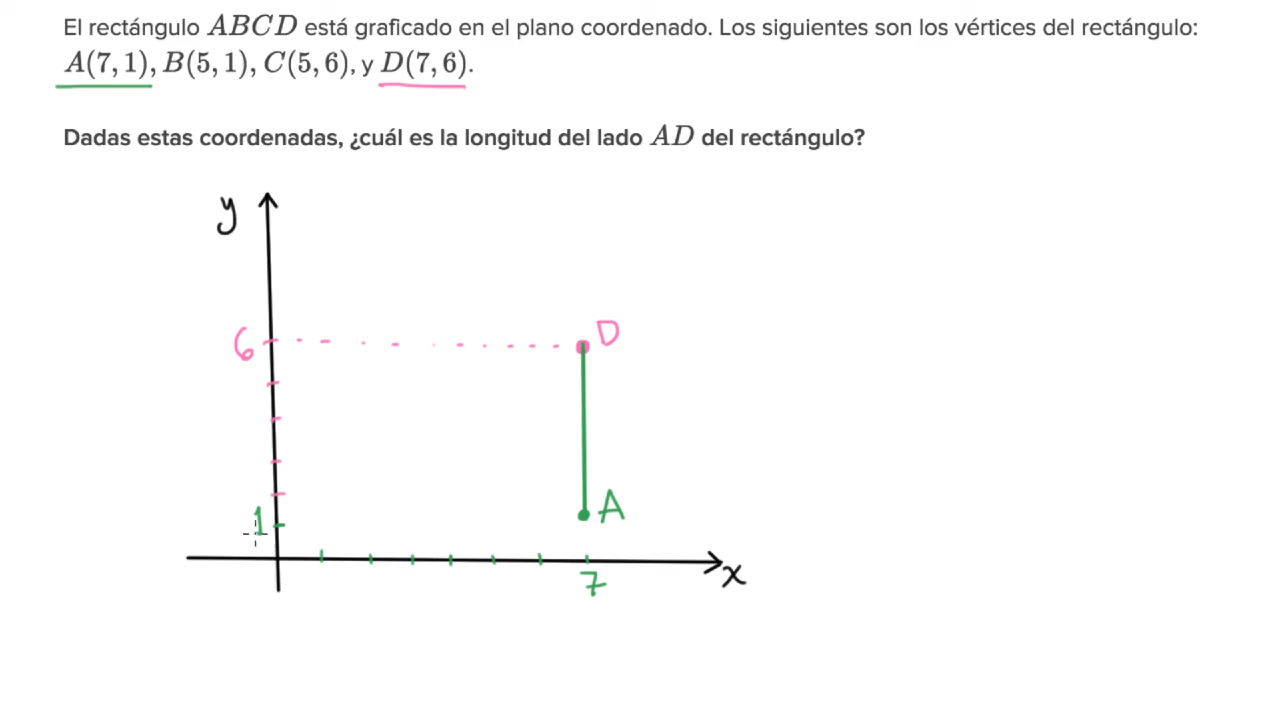 El rectángulo ABCD está graficado en el plano coordenado. Los siguientes son los vértices del rectángulo:
A(7, 1), B(5, 1), C(5, 6), y D(7, 6).
Dadas estas coordenadas, ¿cuál es la longitud del lado AD del rectángulo?
y
6 D
1 A
7 x